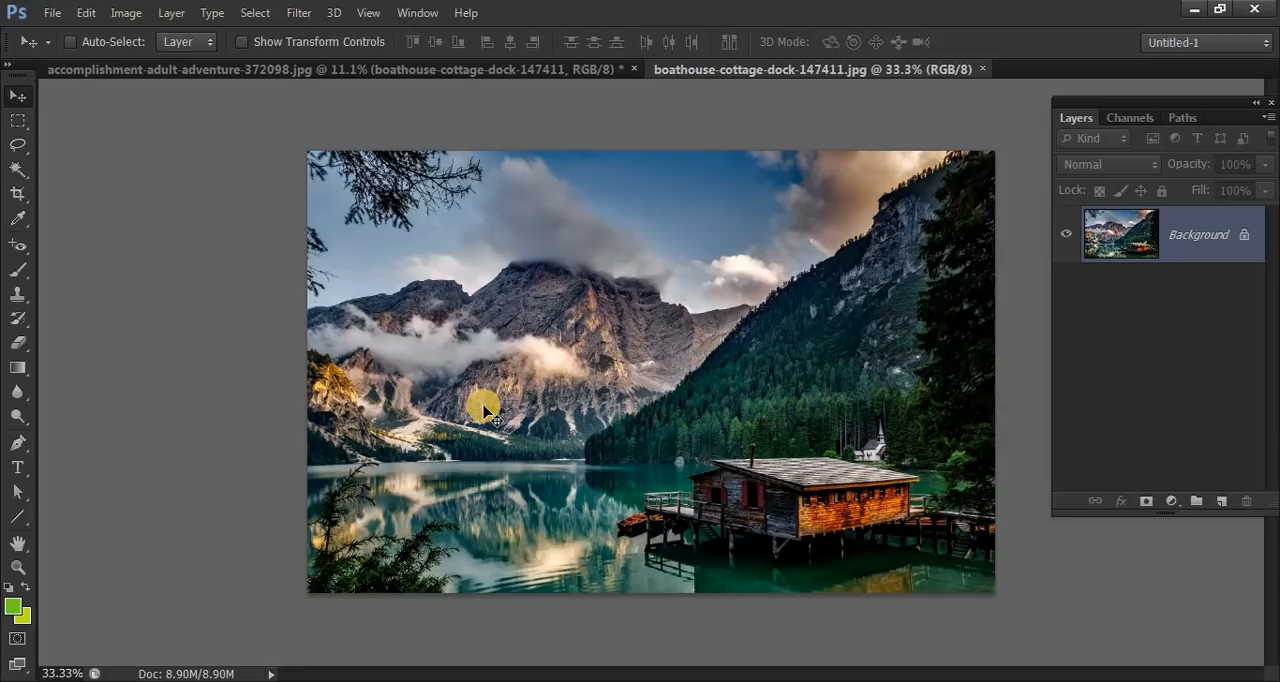 Ps File Edit Image Layer Type Select Filter 3D View Window Help
Auto-Select: Layer Show Transform Controls 3D Mode: Untitled-1
accomplishment-adult-adventure-372098.jpg @ 11.1% (boathouse-cottage-dock-147411, RGB/8) * × boathouse-cottage-dock-147411.jpg @ 33.3% (RGB/8) ×
Layers Channels Paths
Kind
Normal Opacity: 100%
Lock: Fill: 100%
Background
fx
33.33% Doc: 8.90M/8.90M